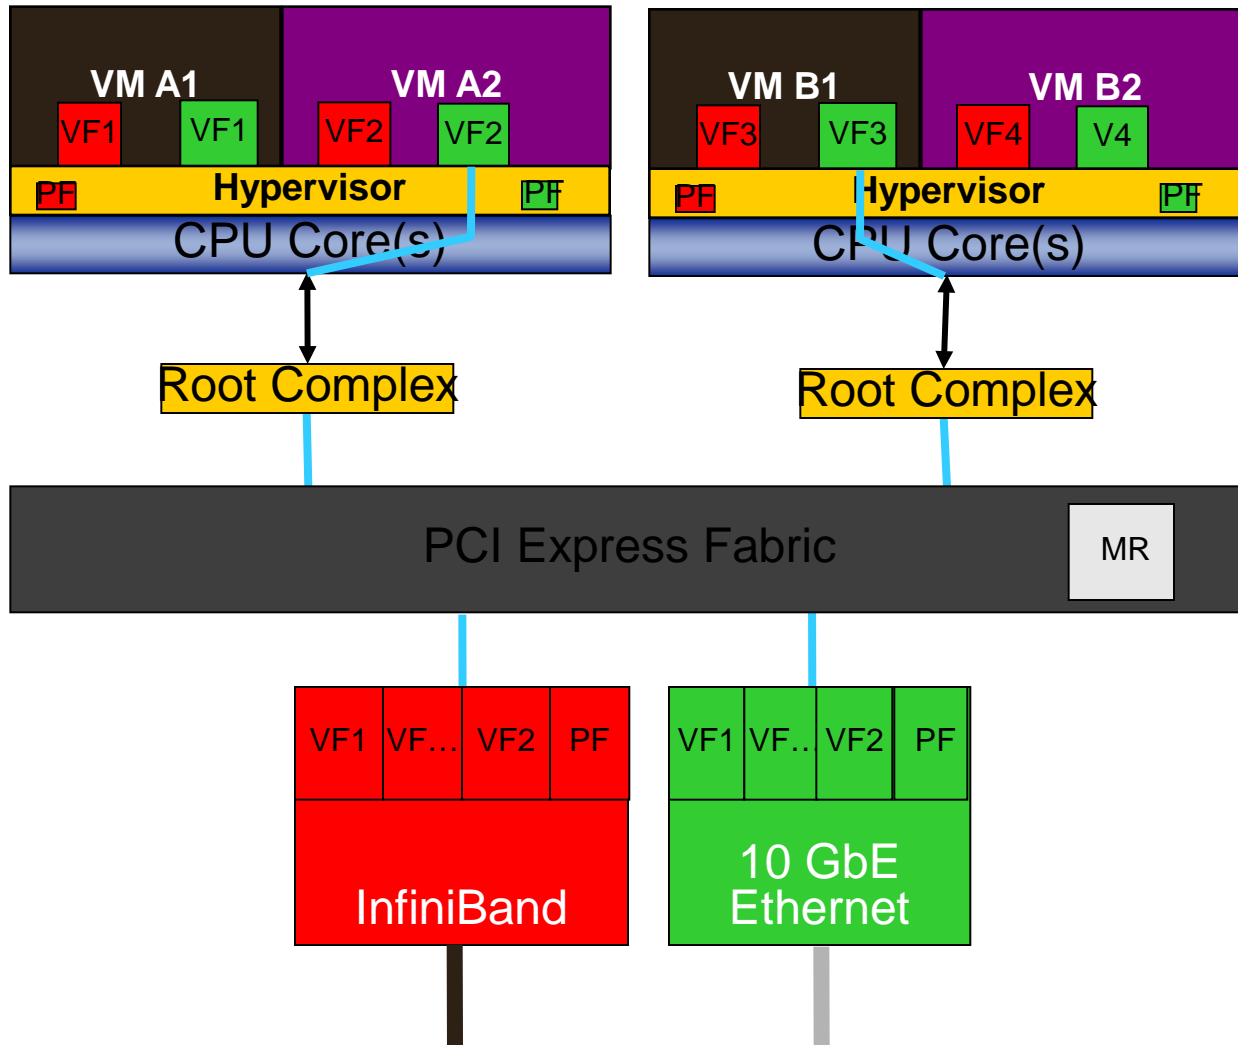 VM A1
VM A2
VF1
VF1
VF2
VF2
PF
Hypervisor
PF
CPU Core(s)
Root Complex
VM B1
VM B2
VF3
VF3
VF4
V4
PF
Hypervisor
PF
CPU Core(s)
Root Complex
PCI Express Fabric
MR
VF1
VF…
VF2
PF
InfiniBand
VF1
VF…
VF2
PF
10 GbE
Ethernet